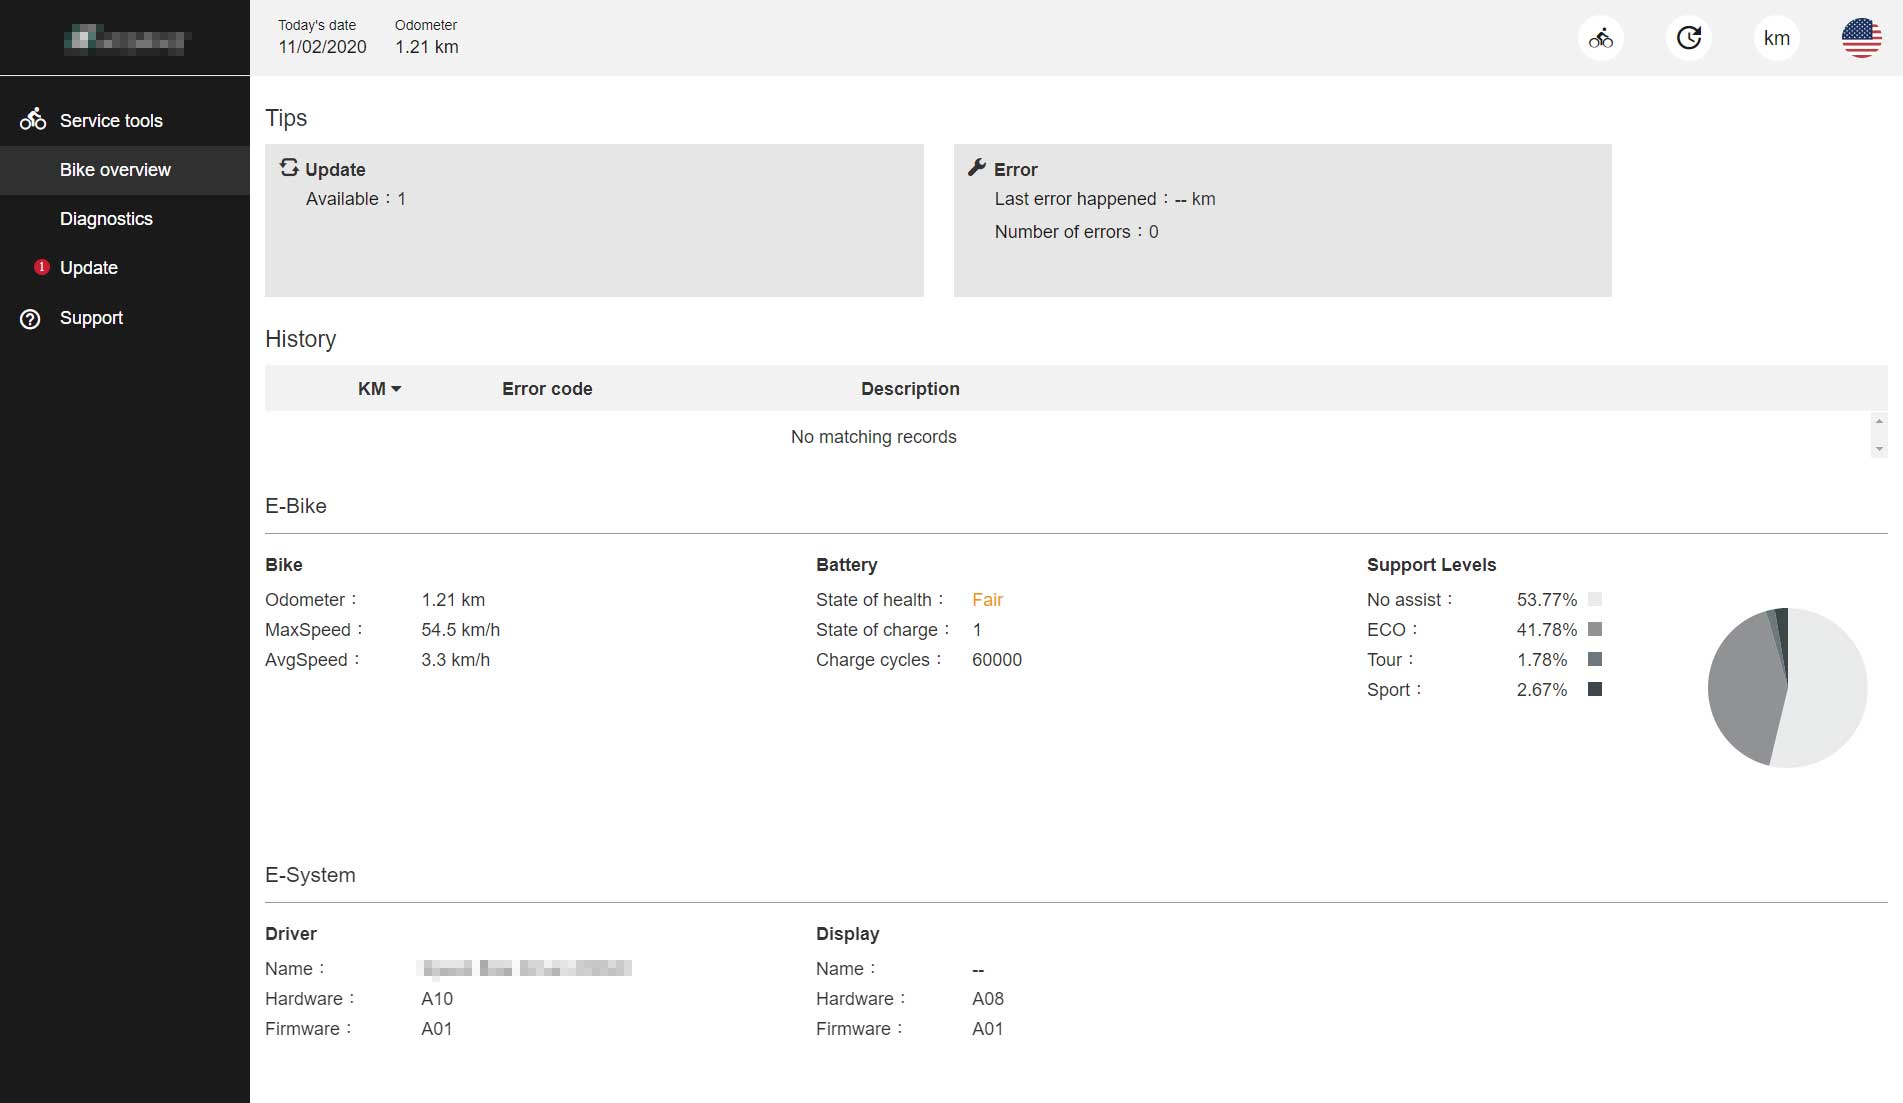 Today's date
11/02/2020
Odometer
1.21 km
km
Service tools
Bike overview
Diagnostics
1 Update
Support
Tips
Update
Available：1
Error
Last error happened：-- km
Number of errors：0
History
KM
Error code
Description
No matching records
E-Bike
Bike
Odometer： 1.21 km
MaxSpeed： 54.5 km/h
AvgSpeed： 3.3 km/h
Battery
State of health： Fair
State of charge： 1
Charge cycles： 60000
Support Levels
No assist： 53.77%
ECO： 41.78%
Tour： 1.78%
Sport： 2.67%
E-System
Driver
Name：
Hardware： A10
Firmware： A01
Display
Name： --
Hardware： A08
Firmware： A01